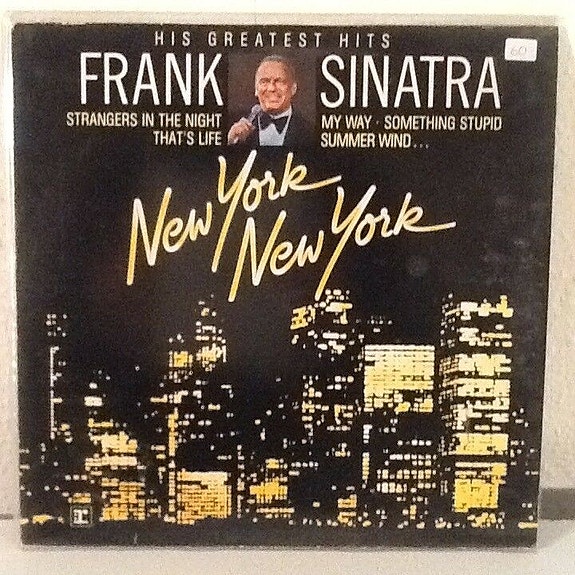 HIS GREATEST HITS
FRANK SINATRA
STRANGERS IN THE NIGHT
THAT'S LIFE
MY WAY · SOMETHING STUPID
SUMMER WIND...
New York
New York